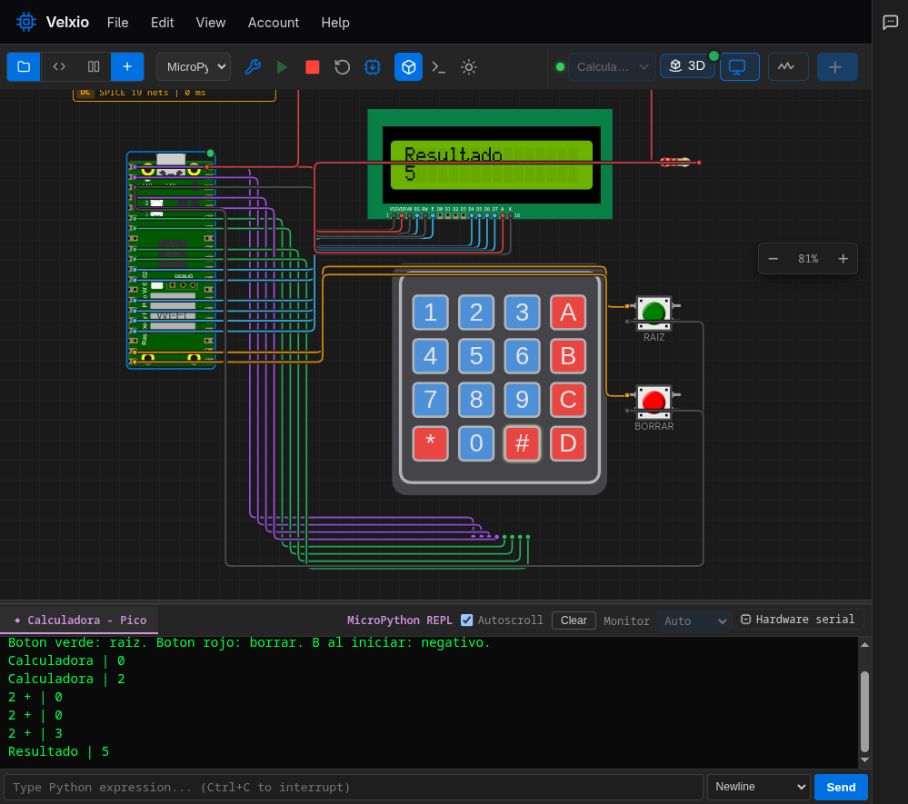 Velxio File Edit View Account Help
MicroPy Calcula... 3D
DC SPICE 19 nets | 0 ms
Resultado
5
DEBUG
81%
1 2 3 A
RAIZ
4 5 6 B
7 8 9 C
BORRAR
* 0 # D
Calculadora - Pico MicroPython REPL Autoscroll Clear Monitor Auto Hardware serial
Boton verde: raiz. Boton rojo: borrar. B al iniciar: negativo.
Calculadora | 0
Calculadora | 2
2 + | 0
2 + | 0
2 + | 3
Resultado | 5
Type Python expression... (Ctrl+C to interrupt) Newline Send